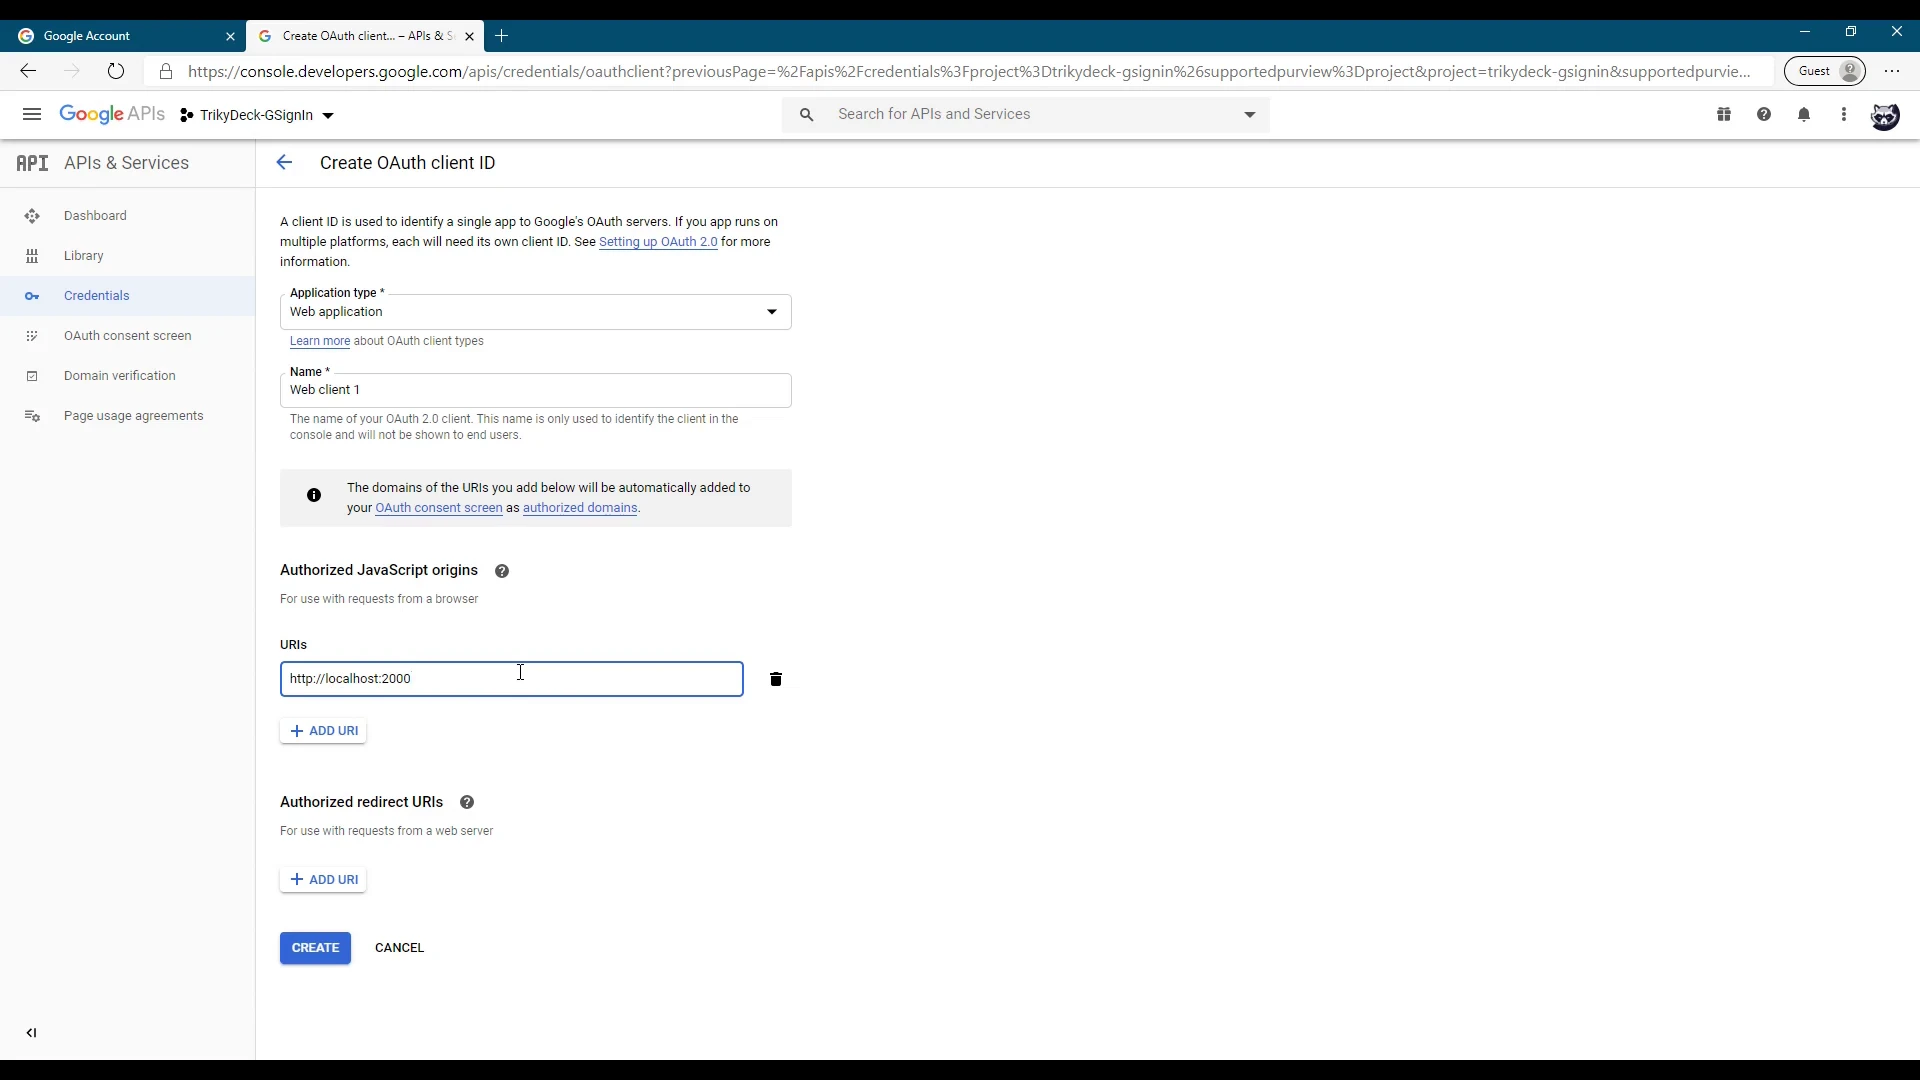 Google Account
Create OAuth client... – APIs & S
https://console.developers.google.com/apis/credentials/oauthclient?previousPage=%2Fapis%2Fcredentials%3Fproject%3Dtrikydeck-gsignin%26supportedpurview%3Dproject&project=trikydeck-gsignin&supportedpurvie...
Guest
Google APIs
TrikyDeck-GSignIn
Search for APIs and Services
API APIs & Services
Create OAuth client ID
Dashboard
Library
Credentials
OAuth consent screen
Domain verification
Page usage agreements
A client ID is used to identify a single app to Google's OAuth servers. If you app runs on
multiple platforms, each will need its own client ID. See Setting up OAuth 2.0 for more
information.
Application type *
Web application
Learn more about OAuth client types
Name *
Web client 1
The name of your OAuth 2.0 client. This name is only used to identify the client in the
console and will not be shown to end users.
The domains of the URIs you add below will be automatically added to
your OAuth consent screen as authorized domains.
Authorized JavaScript origins
For use with requests from a browser
URIs
http://localhost:2000
ADD URI
Authorized redirect URIs
For use with requests from a web server
ADD URI
CREATE
CANCEL